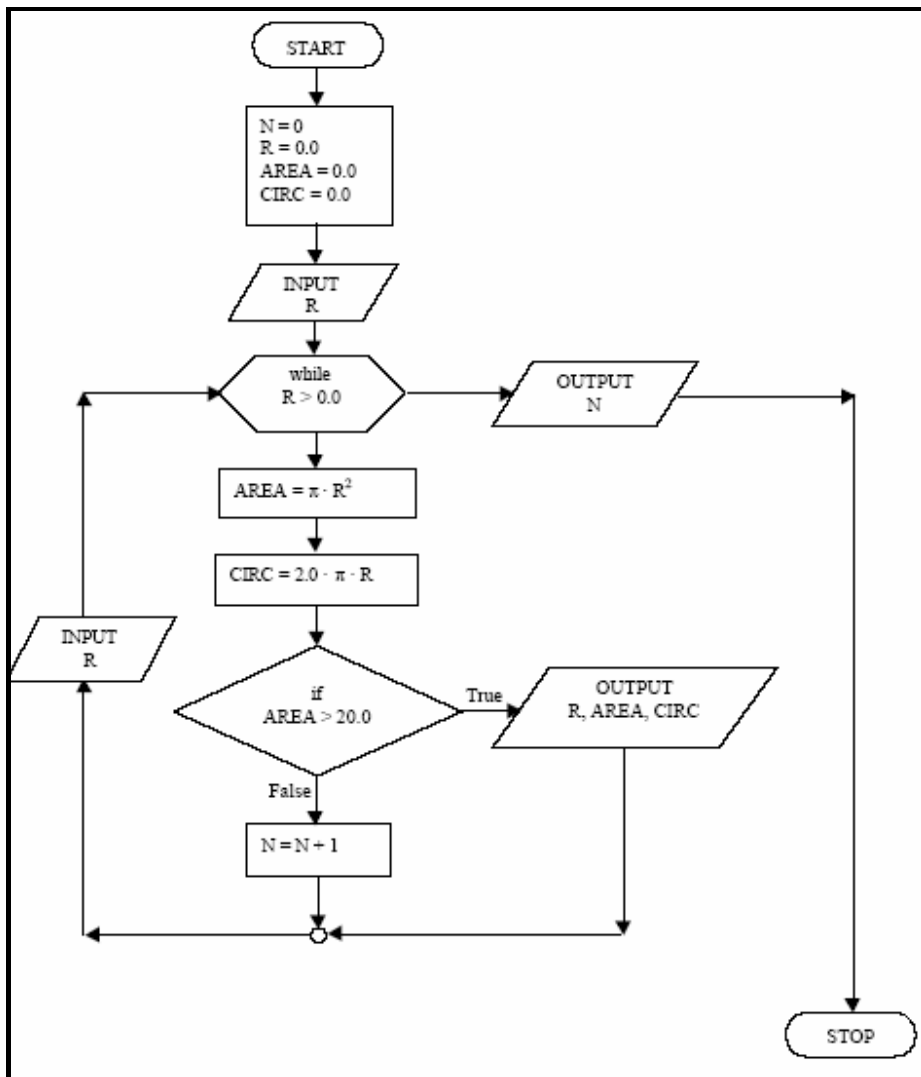 START
N = 0
R = 0.0
AREA = 0.0
CIRC = 0.0
INPUT
R
while
R > 0.0
OUTPUT
N
AREA = π · R²
CIRC = 2.0 · π · R
INPUT
R
if
AREA > 20.0
True
OUTPUT
R, AREA, CIRC
False
N = N + 1
STOP